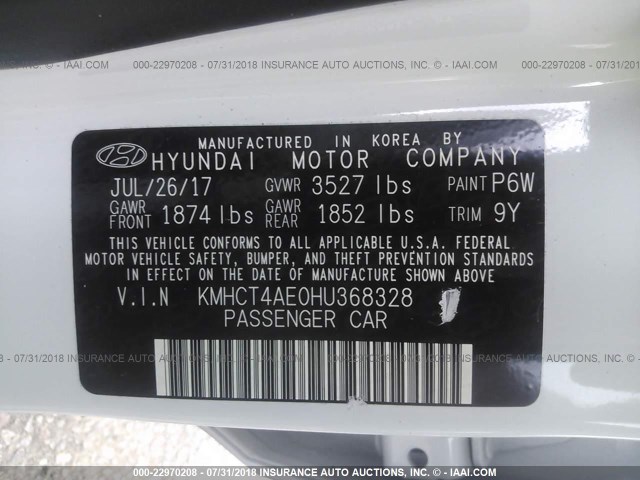 000-22970208 - 07/31/2018 INSURANCE AUTO AUCTIONS, INC. - © - IAAI.COM
MANUFACTURED IN KOREA BY
HYUNDAI MOTOR COMPANY
JUL/26/17 GVWR 3527 lbs PAINT P6W
GAWR FRONT 1874 lbs GAWR REAR 1852 lbs TRIM 9Y
THIS VEHICLE CONFORMS TO ALL APPLICABLE U.S.A. FEDERAL
MOTOR VEHICLE SAFETY, BUMPER, AND THEFT PREVENTION STANDARDS
IN EFFECT ON THE DATE OF MANUFACTURE SHOWN ABOVE
V.I.N KMHCT4AE0HU368328
PASSENGER CAR
000-22970208 - 07/31/2018 INSURANCE AUTO AUCTIONS, INC. - © - IAAI.COM